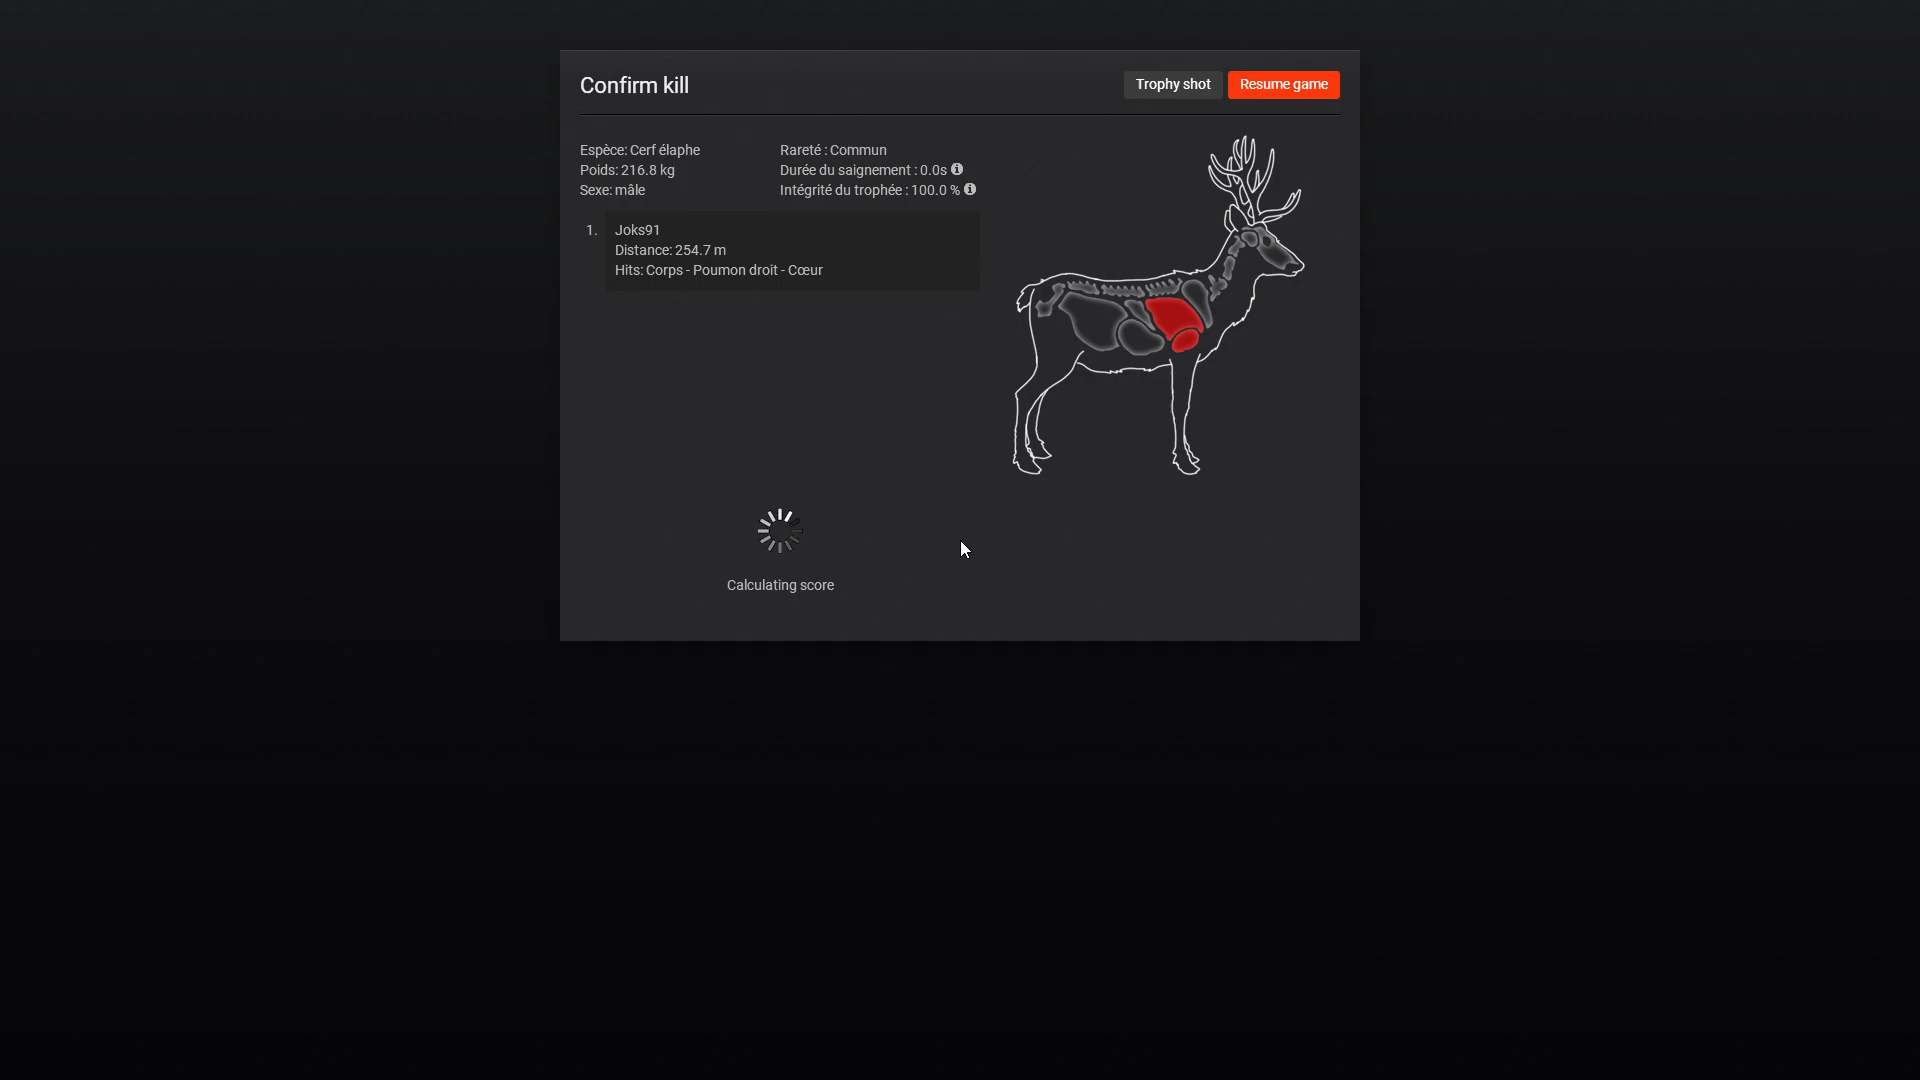 Confirm kill
Trophy shot
Resume game
Espèce: Cerf élaphe
Poids: 216.8 kg
Sexe: mâle
Rareté : Commun
Durée du saignement : 0.0s
Intégrité du trophée : 100.0 %
1.
Joks91
Distance: 254.7 m
Hits: Corps - Poumon droit - Cœur
Calculating score